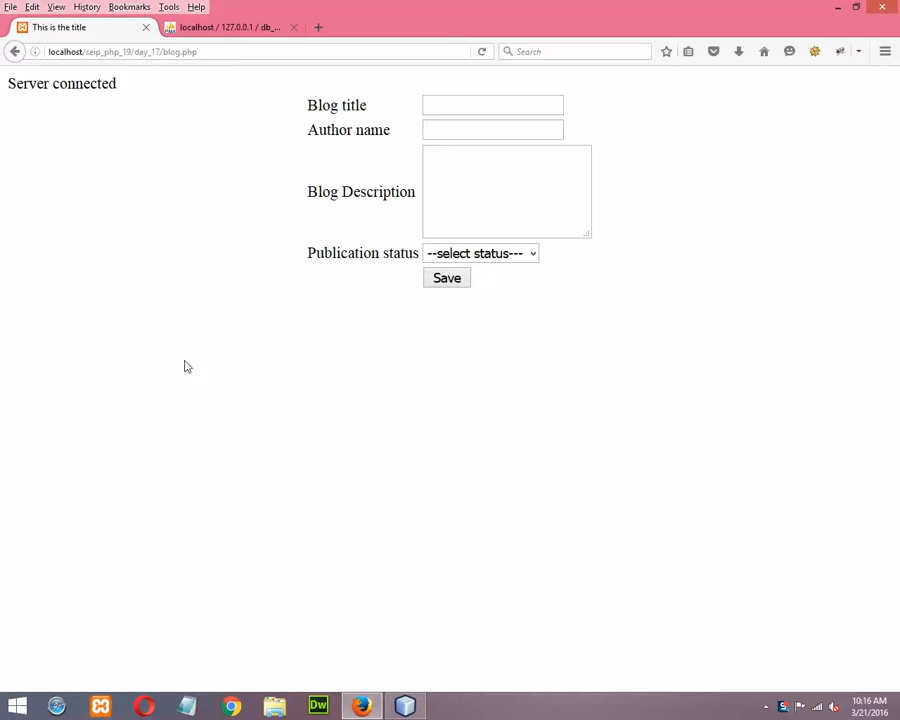 File Edit View History Bookmarks Tools Help
This is the title
localhost / 127.0.0.1 / db_...
localhost/seip_php_19/day_17/blog.php
Search
Server connected
Blog title
Author name
Blog Description
Publication status --select status---
Save
Dw
10:16 AM
3/21/2016